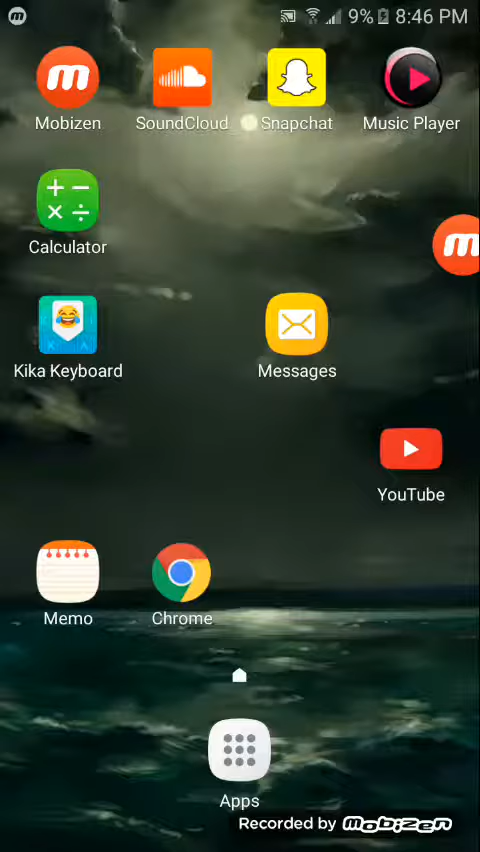 9% 8:46 PM
Mobizen SoundCloud Snapchat Music Player
Calculator
Kika Keyboard Messages
YouTube
Memo Chrome
Apps
Recorded by mobizen